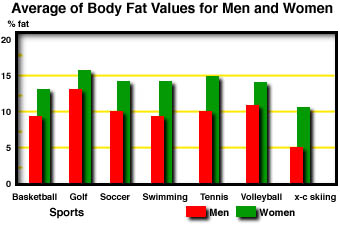 Average of Body Fat Values for Men and Women
% fat
20
15
10
5
0
Basketball Golf Soccer Swimming Tennis Volleyball x-c skiing
Sports Men Women